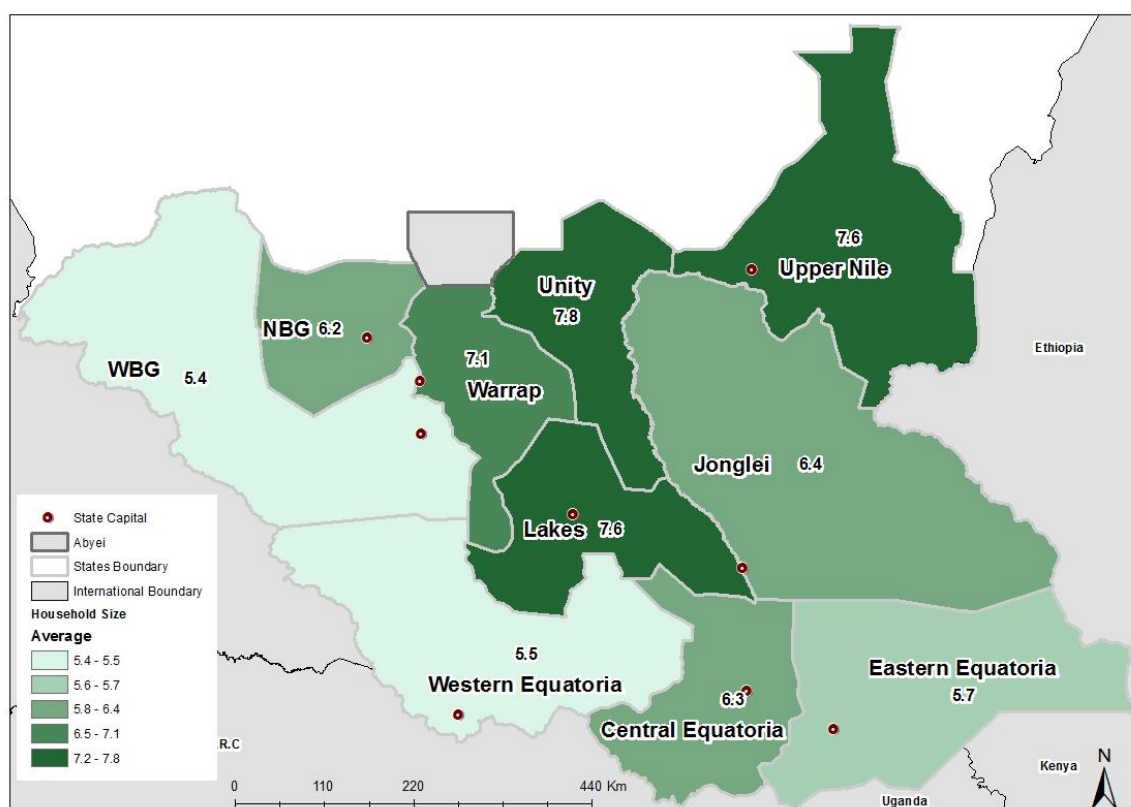 7.6
Upper Nile
Unity
7.8
NBG 6.2
Ethiopia
WBG 5.4
7.1
Warrap
Jonglei 6.4
Lakes 7.6
State Capital
Abyei
States Boundary
International Boundary
Household Size
Average
5.4 - 5.5
5.6 - 5.7
5.8 - 6.4
6.5 - 7.1
7.2 - 7.8
5.5
Western Equatoria
Eastern Equatoria
5.7
6.3
Central Equatoria
.R.C
N
Kenya
0 110 220 440 Km
Uganda